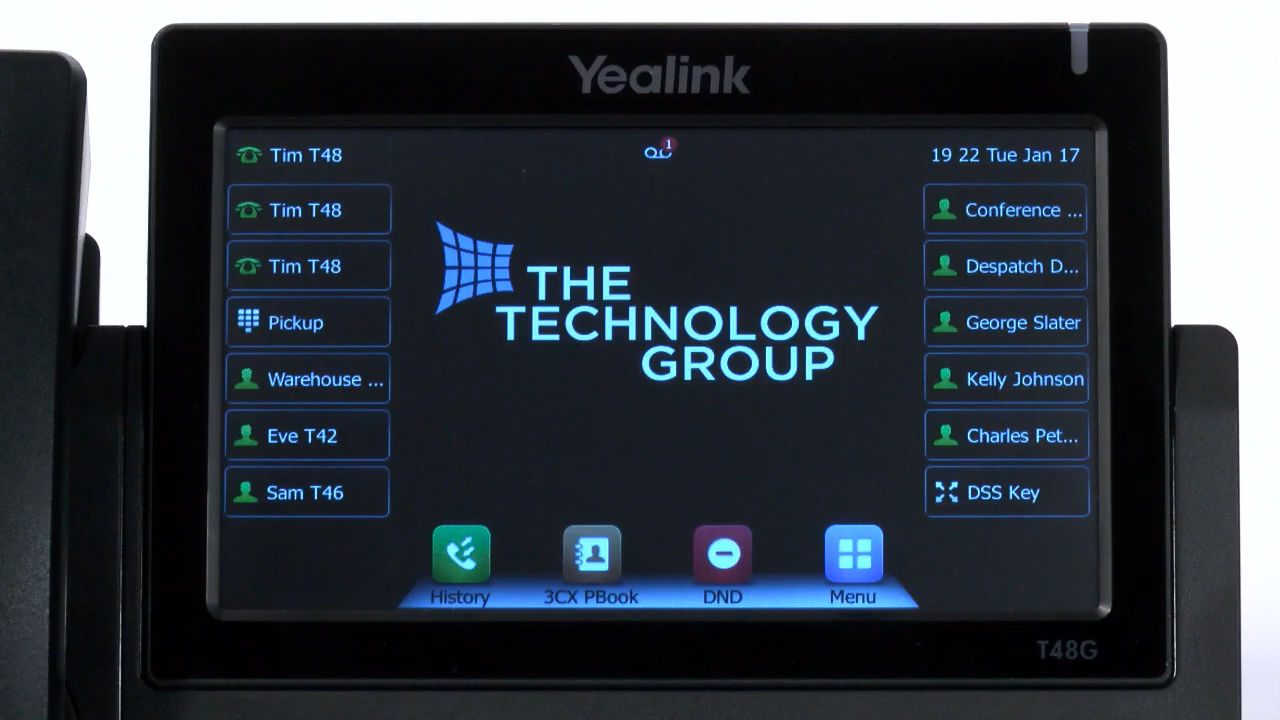 Yealink
Tim T48
1
19 22 Tue Jan 17
Tim T48
Tim T48
Pickup
Warehouse ...
Eve T42
Sam T46
THE
TECHNOLOGY
GROUP
Conference ...
Despatch D...
George Slater
Kelly Johnson
Charles Pet...
DSS Key
History
3CX PBook
DND
Menu
T48G